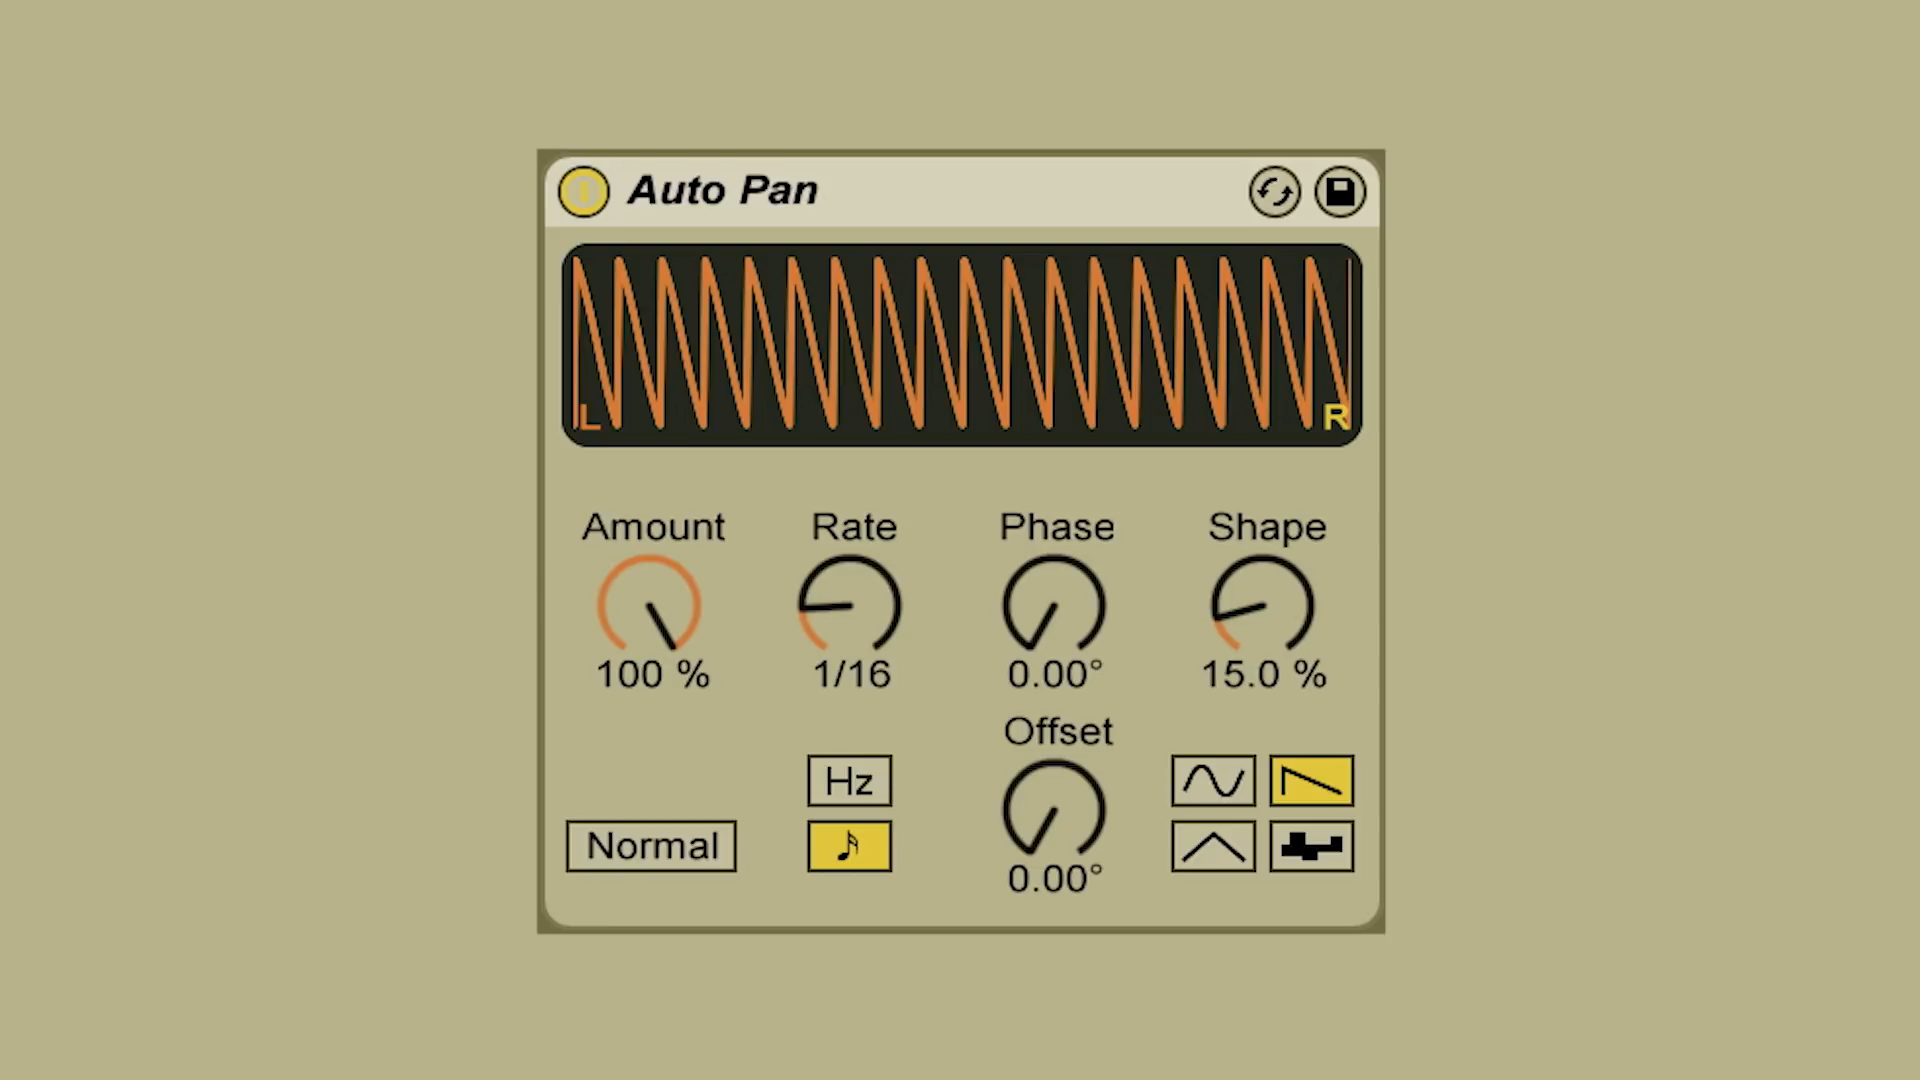 Auto Pan
L R
Amount Rate Phase Shape
100 % 1/16 0.00° 15.0 %
Offset
Hz
Normal
0.00°